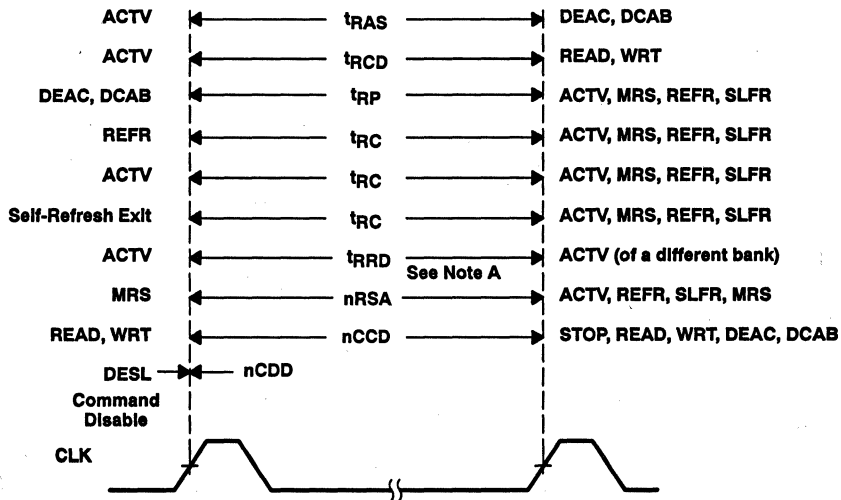 ACTV tRAS DEAC, DCAB
ACTV tRCD READ, WRT
DEAC, DCAB tRP ACTV, MRS, REFR, SLFR
REFR tRC ACTV, MRS, REFR, SLFR
ACTV tRC ACTV, MRS, REFR, SLFR
Self-Refresh Exit tRC ACTV, MRS, REFR, SLFR
ACTV tRRD ACTV (of a different bank)
See Note A
MRS nRSA ACTV, REFR, SLFR, MRS
READ, WRT nCCD STOP, READ, WRT, DEAC, DCAB
DESL nCDD
Command
Disable
CLK